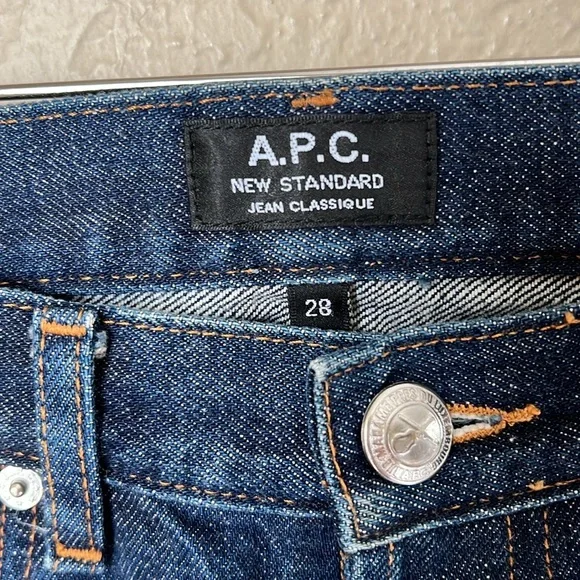 A.P.C.
NEW STANDARD
JEAN CLASSIQUE
28